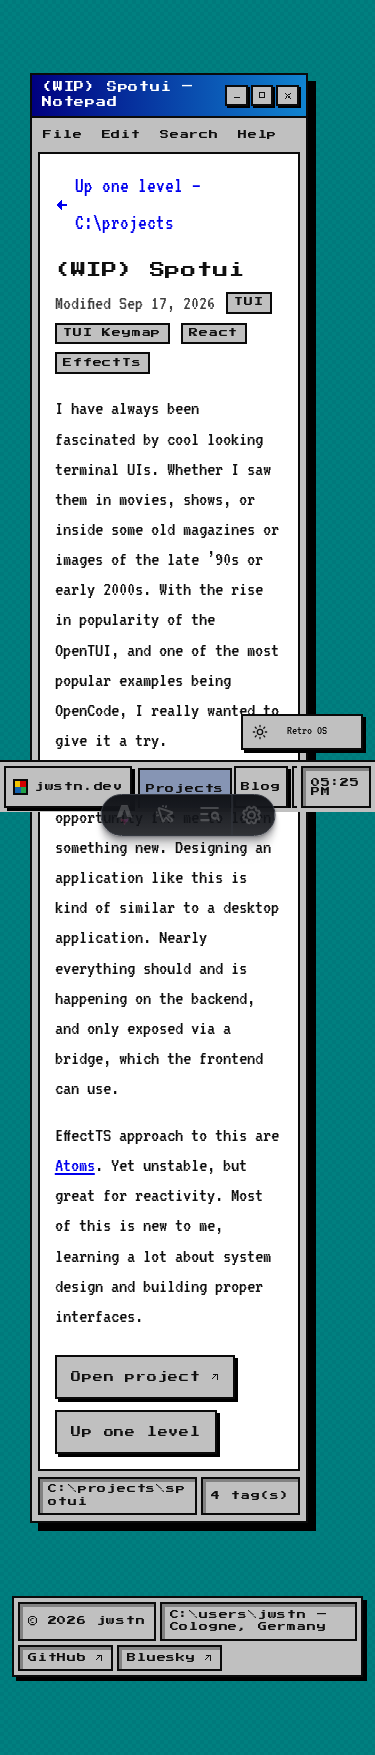 (WIP) Spotui —
Notepad
File Edit Search Help
Up one level –
← C:\projects
(WIP) Spotui
Modified Sep 17, 2026 TUI
TUI Keymap React
EffectTs
I have always been
fascinated by cool looking
terminal UIs. Whether I saw
them in movies, shows, or
inside some old magazines or
images of the late ’90s or
early 2000s. With the rise
in popularity of the
OpenTUI, and one of the most
popular examples being
OpenCode, I really wanted to
give it a try.
Retro OS
jwstn.dev Projects Blog 05:25 PM
something new. Designing an
application like this is
kind of similar to a desktop
application. Nearly
everything should and is
happening on the backend,
and only exposed via a
bridge, which the frontend
can use.
EffectTS approach to this are
Atoms. Yet unstable, but
great for reactivity. Most
of this is new to me,
learning a lot about system
design and building proper
interfaces.
Open project ↗
Up one level
C:\projects\sp
otui
4 tag(s)
© 2026 jwstn
C:\users\jwstn —
Cologne, Germany
GitHub ↗ Bluesky ↗